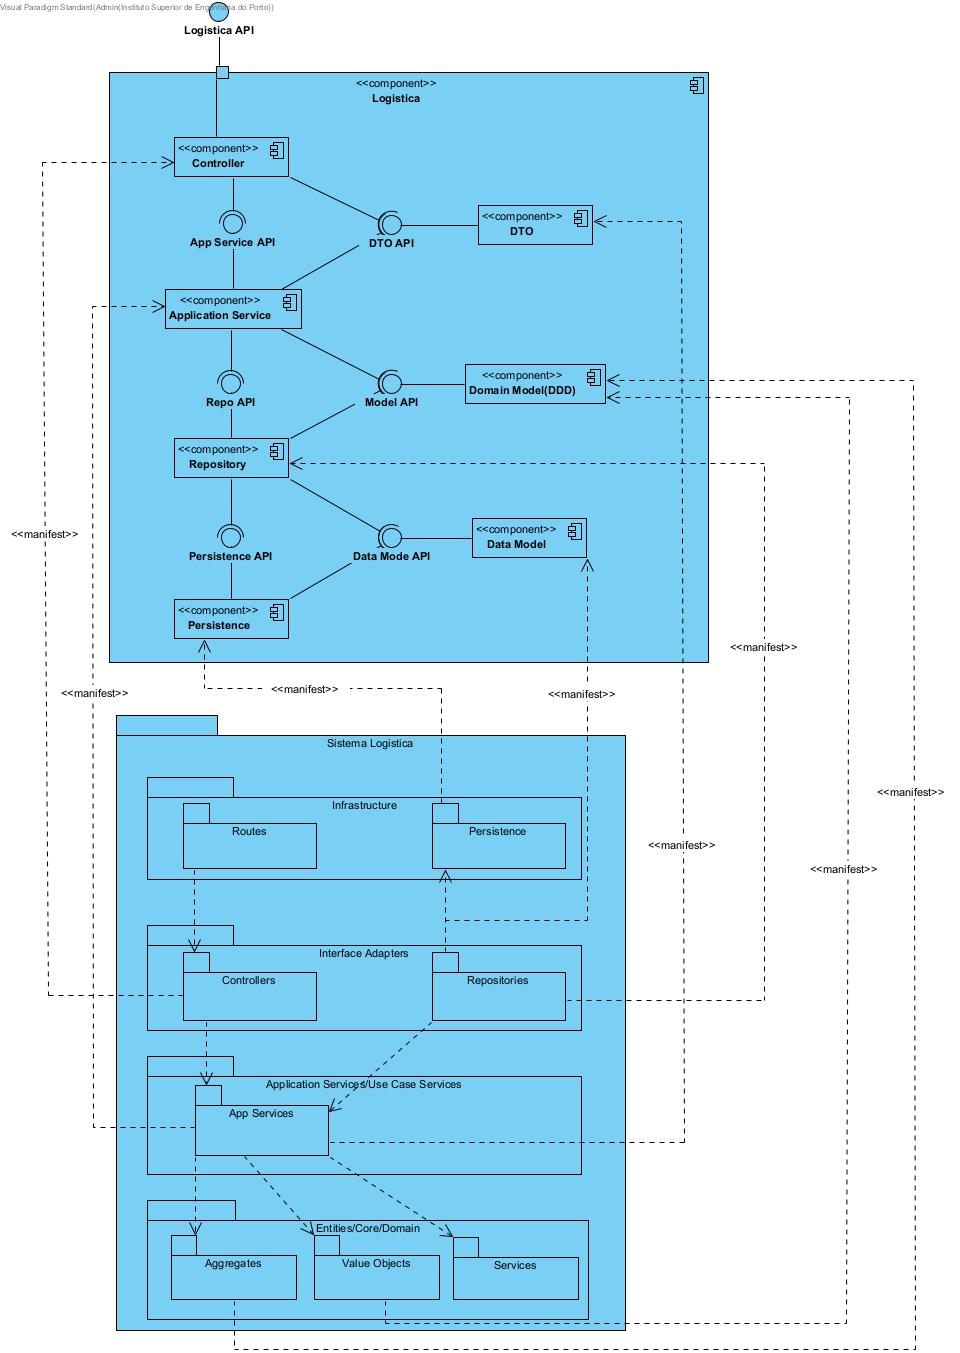 Visual Paradigm Standard(Admin(Instituto Superior de Engenharia do Porto))
Logistica API
<<component>>
Logistica
<<component>>
Controller
<<component>>
DTO
App Service API
DTO API
<<component>>
Application Service
<<component>>
Domain Model(DDD)
Repo API
Model API
<<component>>
Repository
<<component>>
Data Model
<<manifest>>
Persistence API
Data Mode API
<<component>>
Persistence
<<manifest>>
<<manifest>>
<<manifest>>
<<manifest>>
Sistema Logistica
<<manifest>>
Infrastructure
Routes
Persistence
<<manifest>>
<<manifest>>
Interface Adapters
Controllers
Repositories
Application Services/Use Case Services
App Services
Entities/Core/Domain
Aggregates
Value Objects
Services